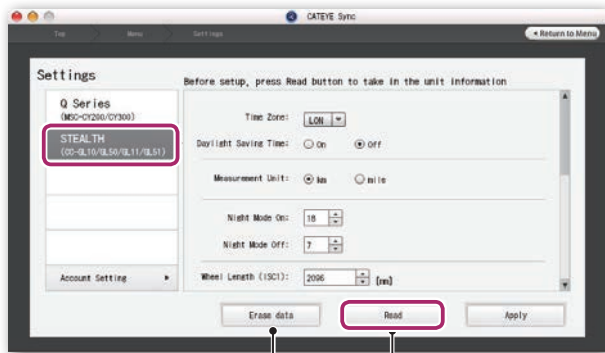 CATEYE Sync
Top Menu Settings
Return to Menu
Settings
Before setup, press Read button to take in the unit information
Q Series
(MSC-CY200/CY300)
STEALTH
(CC-GL10/GL50/GL11/GL51)
Account Setting
Time Zone: LON
Daylight Saving Time: On Off
Measurement Unit: km mile
Night Mode On: 18
Night Mode Off: 7
Wheel Length (ISC1): 2096 [mm]
Erase data
Read
Apply